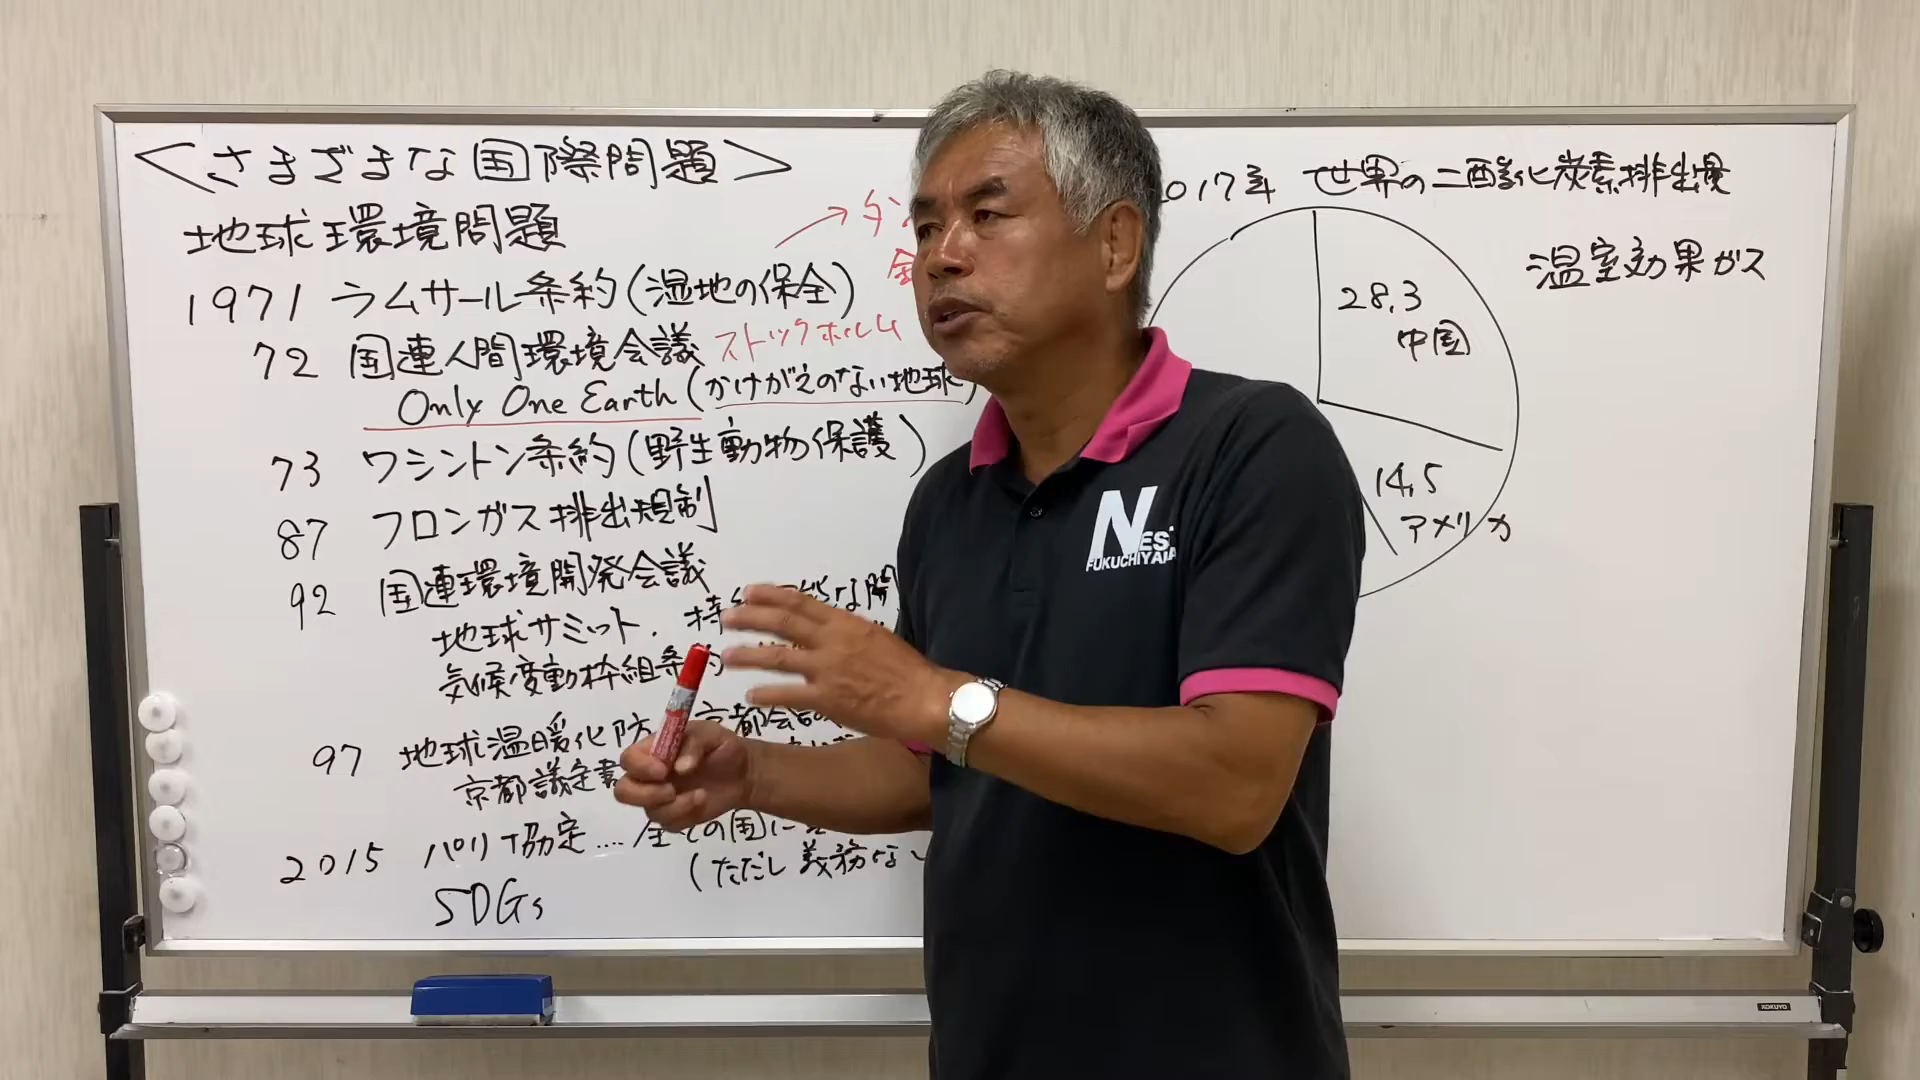 <さまざまな国際問題>
地球環境問題
1971 ラムサール条約(湿地の保全)
72 国連人間環境会議 ストックホルム
Only One Earth (かけがえのない地球)
73 ワシントン条約(野生動物保護)
87 フロンガス排出規制
92 国連環境開発会議
地球サミット. 持
気候変動枠組条約
97 地球温暖化防 京都会
京都議定書
2015 パリ協定....全ての国に
(ただし義務な
SDGs
017年 世界の二酸化炭素排出量
温室効果ガス
28.3
中国
14.5
アメリカ
NEST
FUKUCHIYAMA
KOKUYO